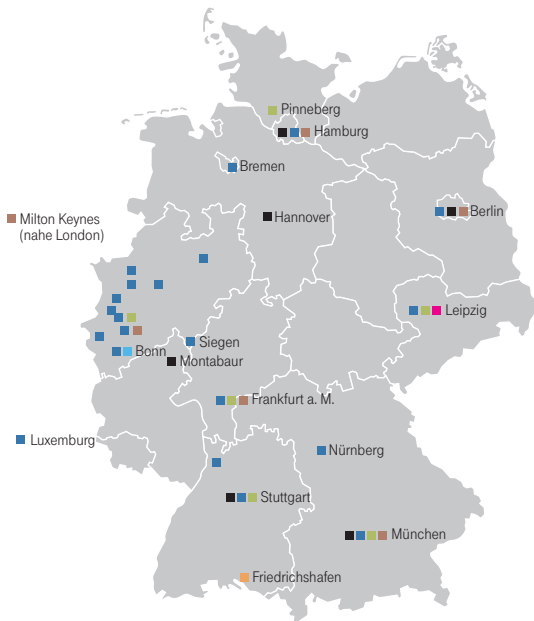 Pinneberg
Hamburg
Bremen
Hannover
Berlin
Milton Keynes
(nahe London)
Leipzig
Siegen
Bonn
Montabaur
Frankfurt a. M.
Luxemburg
Nürnberg
Stuttgart
München
Friedrichshafen